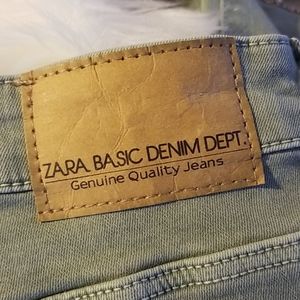 ZARA BASIC DENIM DEPT.
Genuine Quality Jeans